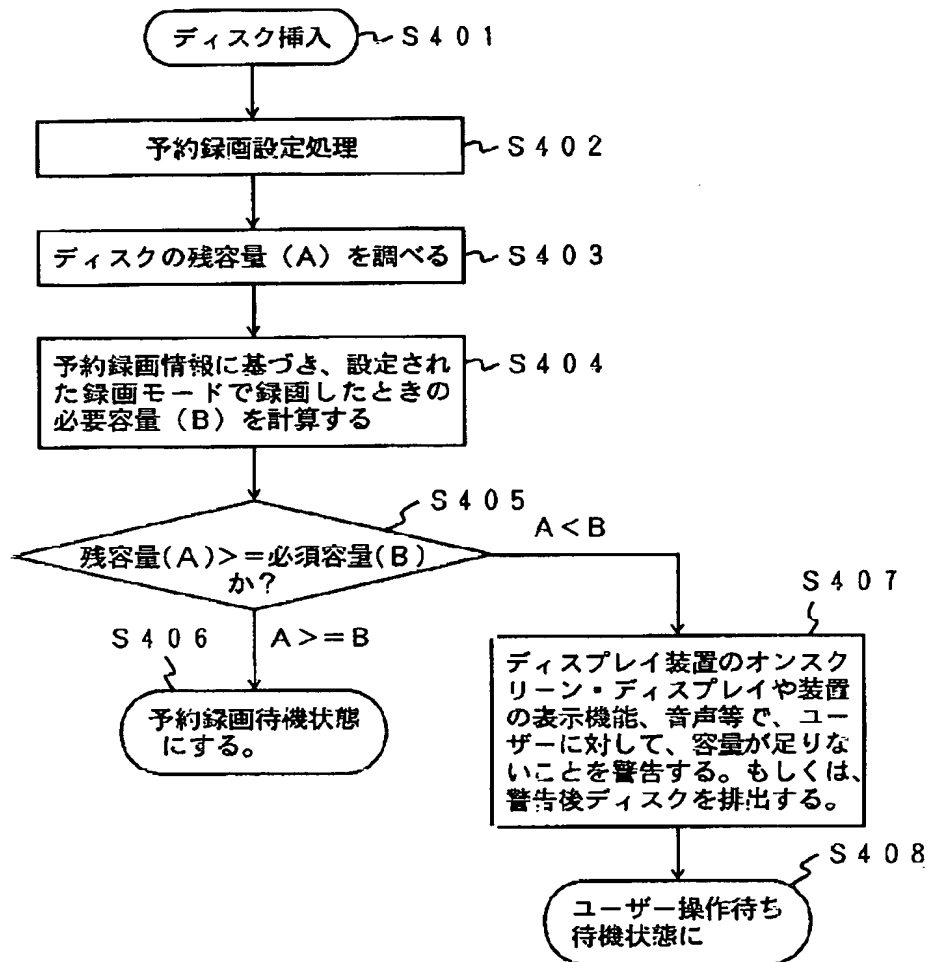 ディスク挿入
S401
予約録画設定処理
S402
ディスクの残容量（A）を調べる
S403
予約録画情報に基づき、設定され
た録画モードで録画したときの
必要容量（B）を計算する
S404
S405
残容量(A)>=必須容量(B)
か？
A<B
A>=B
S406
予約録画待機状態
にする。
S407
ディスプレイ装置のオンスク
リーン・ディスプレイや装置
の表示機能、音声等で、ユー
ザーに対して、容量が足りな
いことを警告する。もしくは、
警告後ディスクを排出する。
S408
ユーザー操作待ち
待機状態に